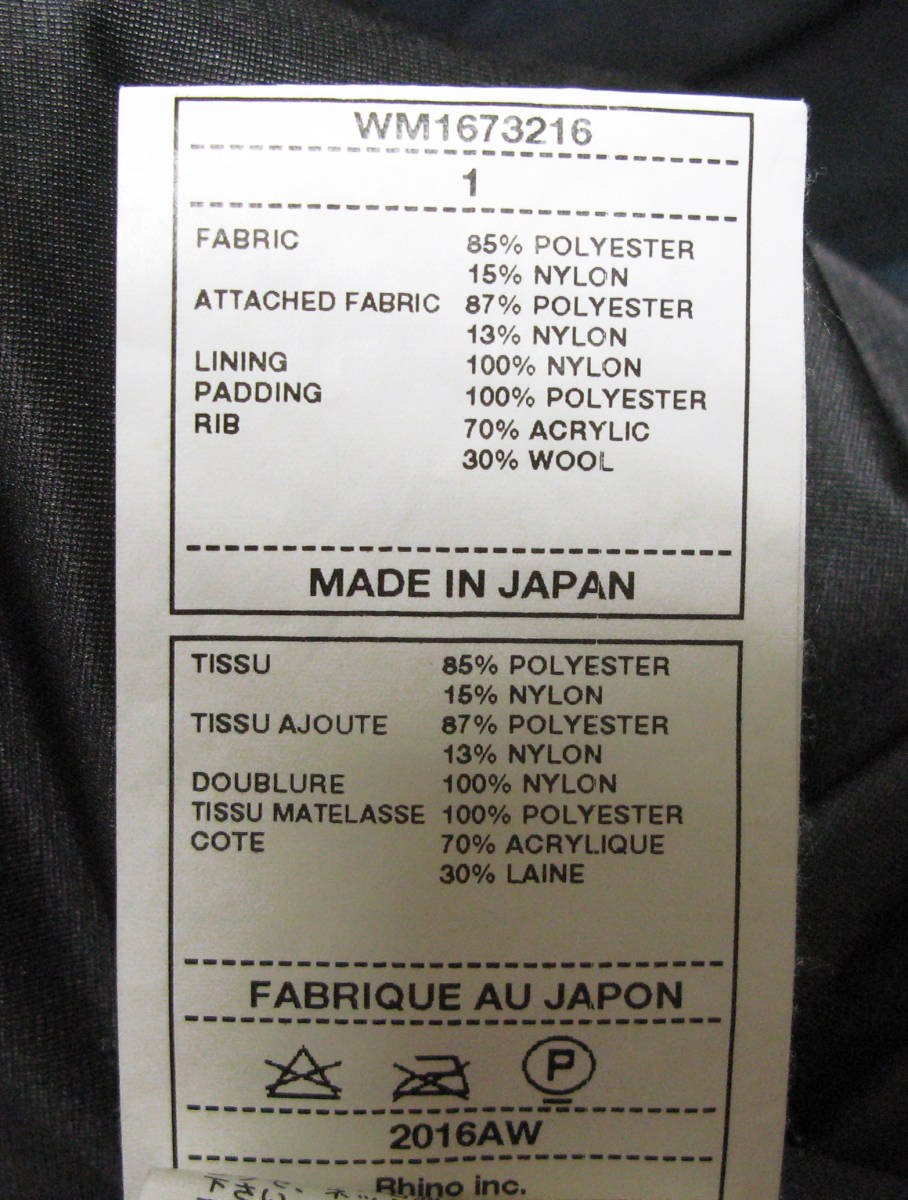 WM1673216
1
FABRIC 85% POLYESTER
15% NYLON
ATTACHED FABRIC 87% POLYESTER
13% NYLON
LINING 100% NYLON
PADDING 100% POLYESTER
RIB 70% ACRYLIC
30% WOOL
MADE IN JAPAN
TISSU 85% POLYESTER
15% NYLON
TISSU AJOUTE 87% POLYESTER
13% NYLON
DOUBLURE 100% NYLON
TISSU MATELASSE 100% POLYESTER
COTE 70% ACRYLIQUE
30% LAINE
FABRIQUE AU JAPON
P
2016AW
Rhino inc.